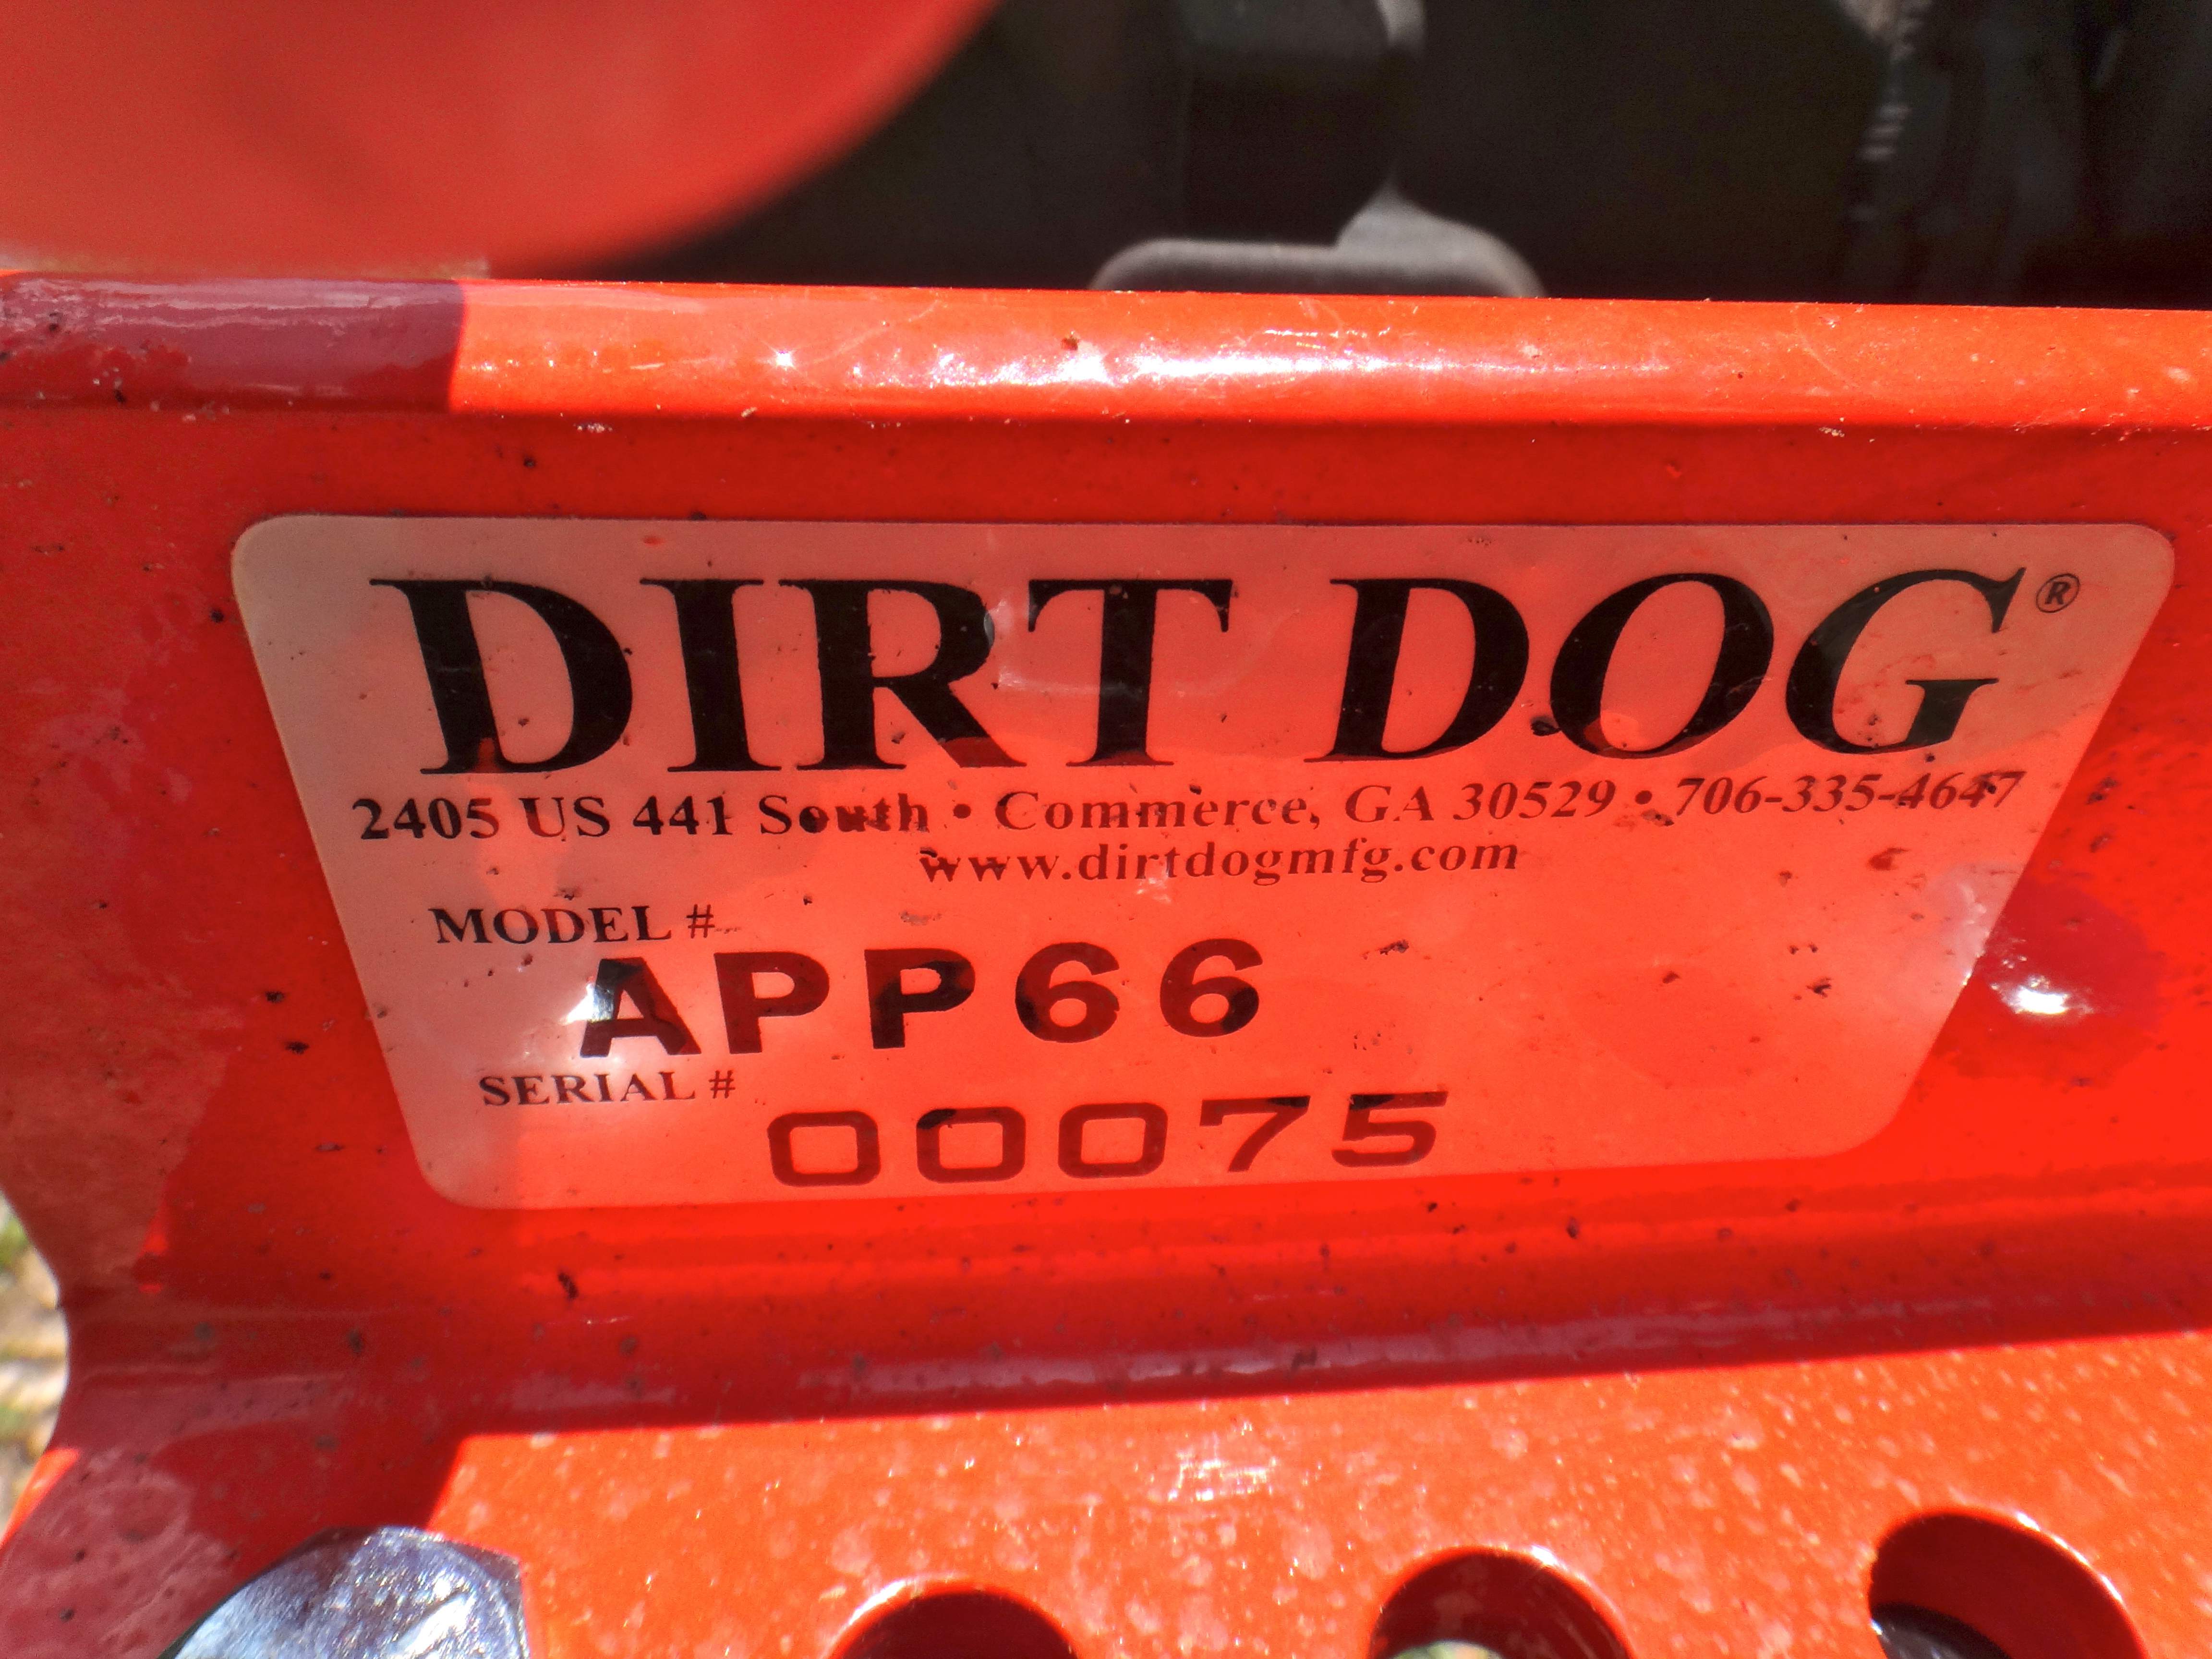 DIRT DOG®
2405 US 441 South • Commerce, GA 30529 • 706-335-4647
www.dirtdogmfg.com
MODEL #
APP66
SERIAL #
00075